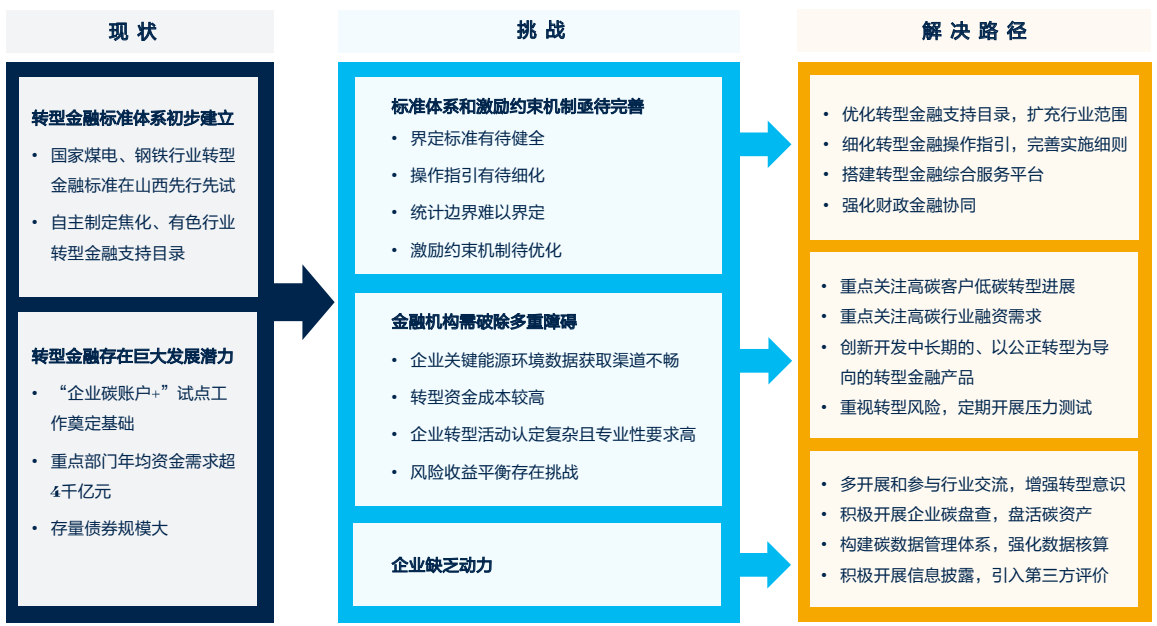 现状
转型金融标准体系初步建立
• 国家煤电、钢铁行业转型
金融标准在山西先行先试
• 自主制定焦化、有色行业
转型金融支持目录
转型金融存在巨大发展潜力
• “企业碳账户+”试点工
作奠定基础
• 重点部门年均资金需求超
4千亿元
• 存量债券规模大
挑战
标准体系和激励约束机制亟待完善
• 界定标准有待健全
• 操作指引有待细化
• 统计边界难以界定
• 激励约束机制待优化
金融机构需破除多重障碍
• 企业关键能源环境数据获取渠道不畅
• 转型资金成本较高
• 企业转型活动认定复杂且专业性要求高
• 风险收益平衡存在挑战
企业缺乏动力
解决路径
• 优化转型金融支持目录，扩充行业范围
• 细化转型金融操作指引，完善实施细则
• 搭建转型金融综合服务平台
• 强化财政金融协同
• 重点关注高碳客户低碳转型进展
• 重点关注高碳行业融资需求
• 创新开发中长期的、以公正转型为导
向的转型金融产品
• 重视转型风险，定期开展压力测试
• 多开展和参与行业交流，增强转型意识
• 积极开展企业碳盘查，盘活碳资产
• 构建碳数据管理体系，强化数据核算
• 积极开展信息披露，引入第三方评价